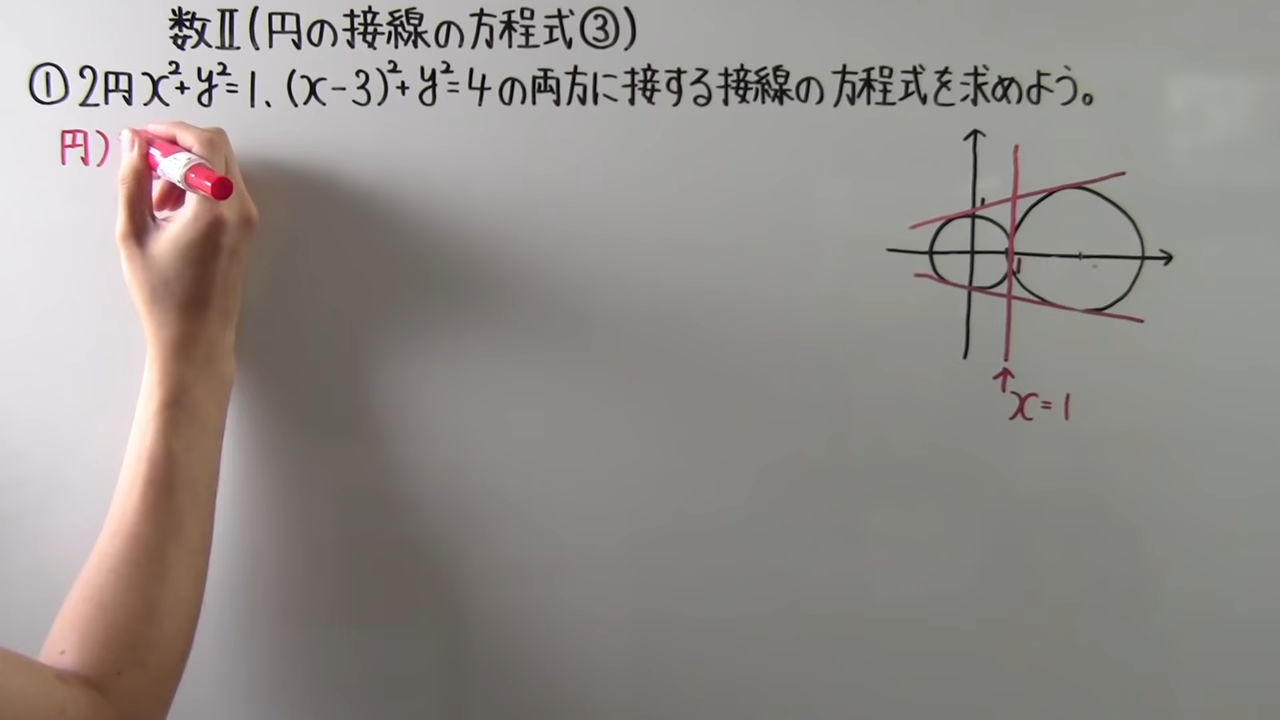 数Ⅱ(円の接線の方程式③)
①2円x²+y²=1、(x-3)²+y²=4の両方に接する接線の方程式を求めよう。
円)
1
1
↑
x=1